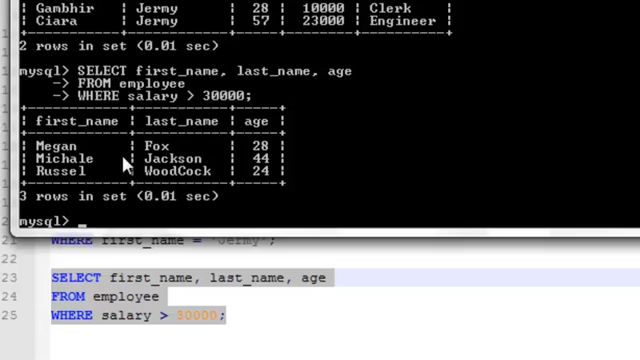 | Gambhir | Jermy | 28 | 10000 | Clerk |
| Ciara | Jermy | 57 | 23000 | Engineer |
2 rows in set (0.01 sec)
mysql> SELECT first_name, last_name, age
-> FROM employee
-> WHERE salary > 30000;
| first_name | last_name | age |
| Megan | Fox | 28 |
| Michale | Jackson | 44 |
| Russel | WoodCock | 24 |
3 rows in set (0.01 sec)
mysql> _
21 WHERE first_name = 'Jermy';
22
23 SELECT first_name, last_name, age
24 FROM employee
25 WHERE salary > 30000;